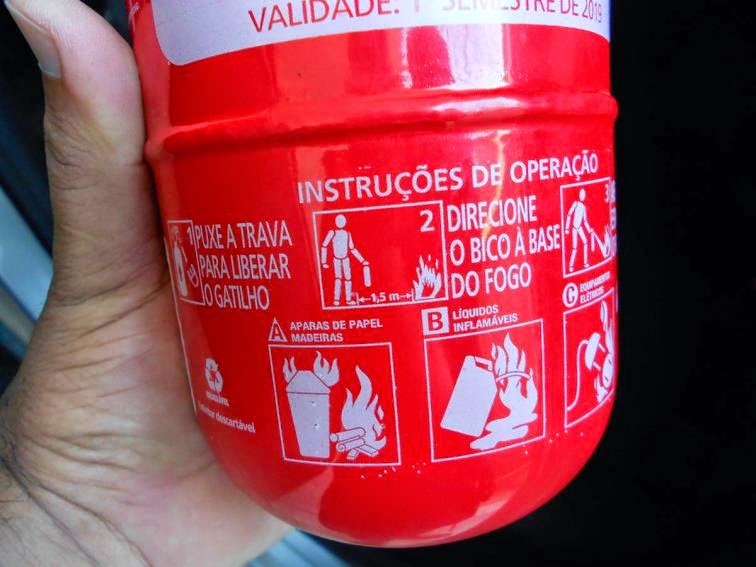 VALIDADE: 1º SEMESTRE DE 2019
INSTRUÇÕES DE OPERAÇÃO
1
PUXE A TRAVA
PARA LIBERAR
O GATILHO
2
1,5 m
DIRECIONE
O BICO À BASE
DO FOGO
3
A
APARAS DE PAPEL
MADEIRAS
B
LÍQUIDOS
INFLAMÁVEIS
C
EQUIPAMENTOS
ELÉTRICOS
descartável